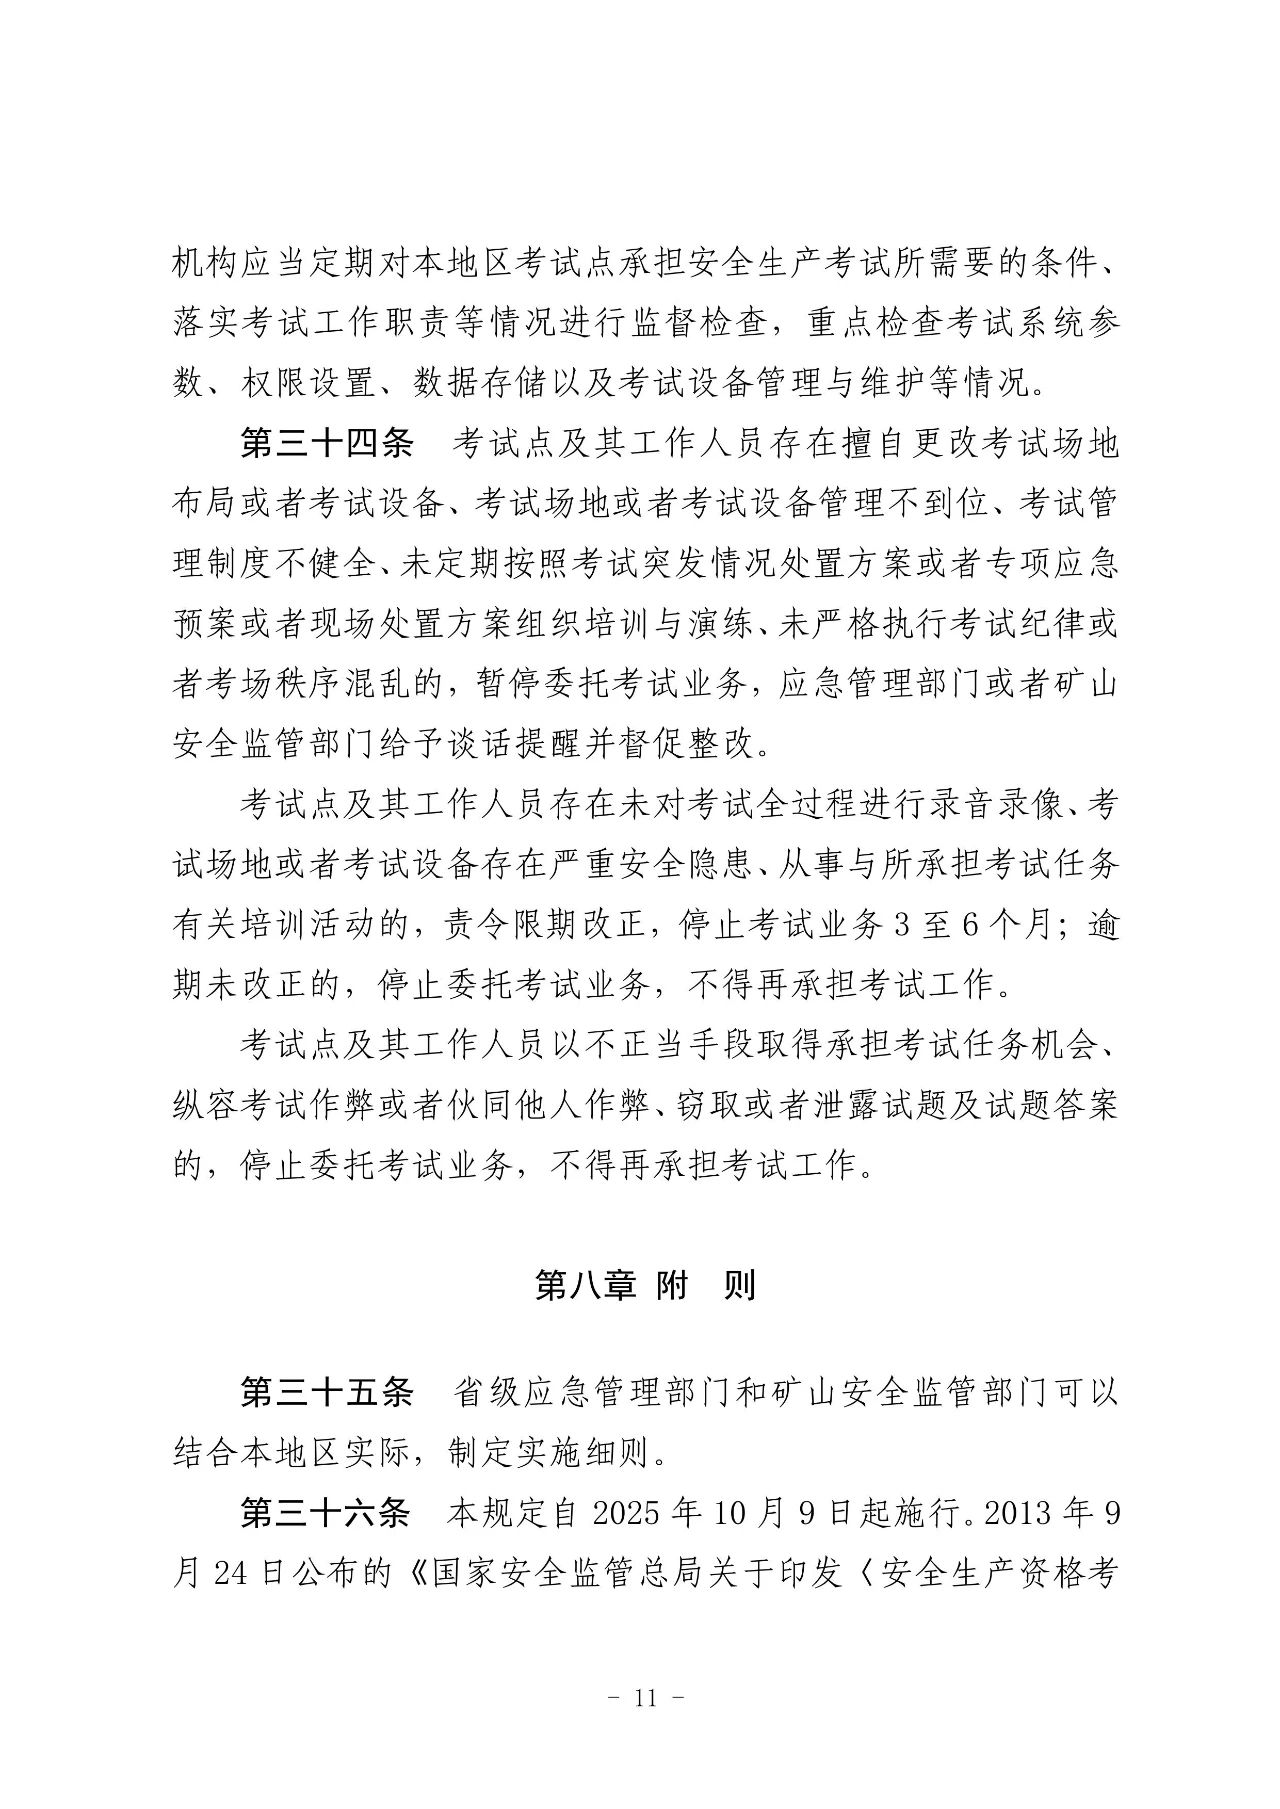 机构应当定期对本地区考试点承担安全生产考试所需要的条件、
落实考试工作职责等情况进行监督检查，重点检查考试系统参
数、权限设置、数据存储以及考试设备管理与维护等情况。
第三十四条　考试点及其工作人员存在擅自更改考试场地
布局或者考试设备、考试场地或者考试设备管理不到位、考试管
理制度不健全、未定期按照考试突发情况处置方案或者专项应急
预案或者现场处置方案组织培训与演练、未严格执行考试纪律或
者考场秩序混乱的，暂停委托考试业务，应急管理部门或者矿山
安全监管部门给予谈话提醒并督促整改。
考试点及其工作人员存在未对考试全过程进行录音录像、考
试场地或者考试设备存在严重安全隐患、从事与所承担考试任务
有关培训活动的，责令限期改正，停止考试业务 3 至 6 个月；逾
期未改正的，停止委托考试业务，不得再承担考试工作。
考试点及其工作人员以不正当手段取得承担考试任务机会、
纵容考试作弊或者伙同他人作弊、窃取或者泄露试题及试题答案
的，停止委托考试业务，不得再承担考试工作。
第八章 附　则
第三十五条　省级应急管理部门和矿山安全监管部门可以
结合本地区实际，制定实施细则。
第三十六条　本规定自 2025 年 10 月 9 日起施行。2013 年 9
月 24 日公布的《国家安全监管总局关于印发〈安全生产资格考
- 11 -